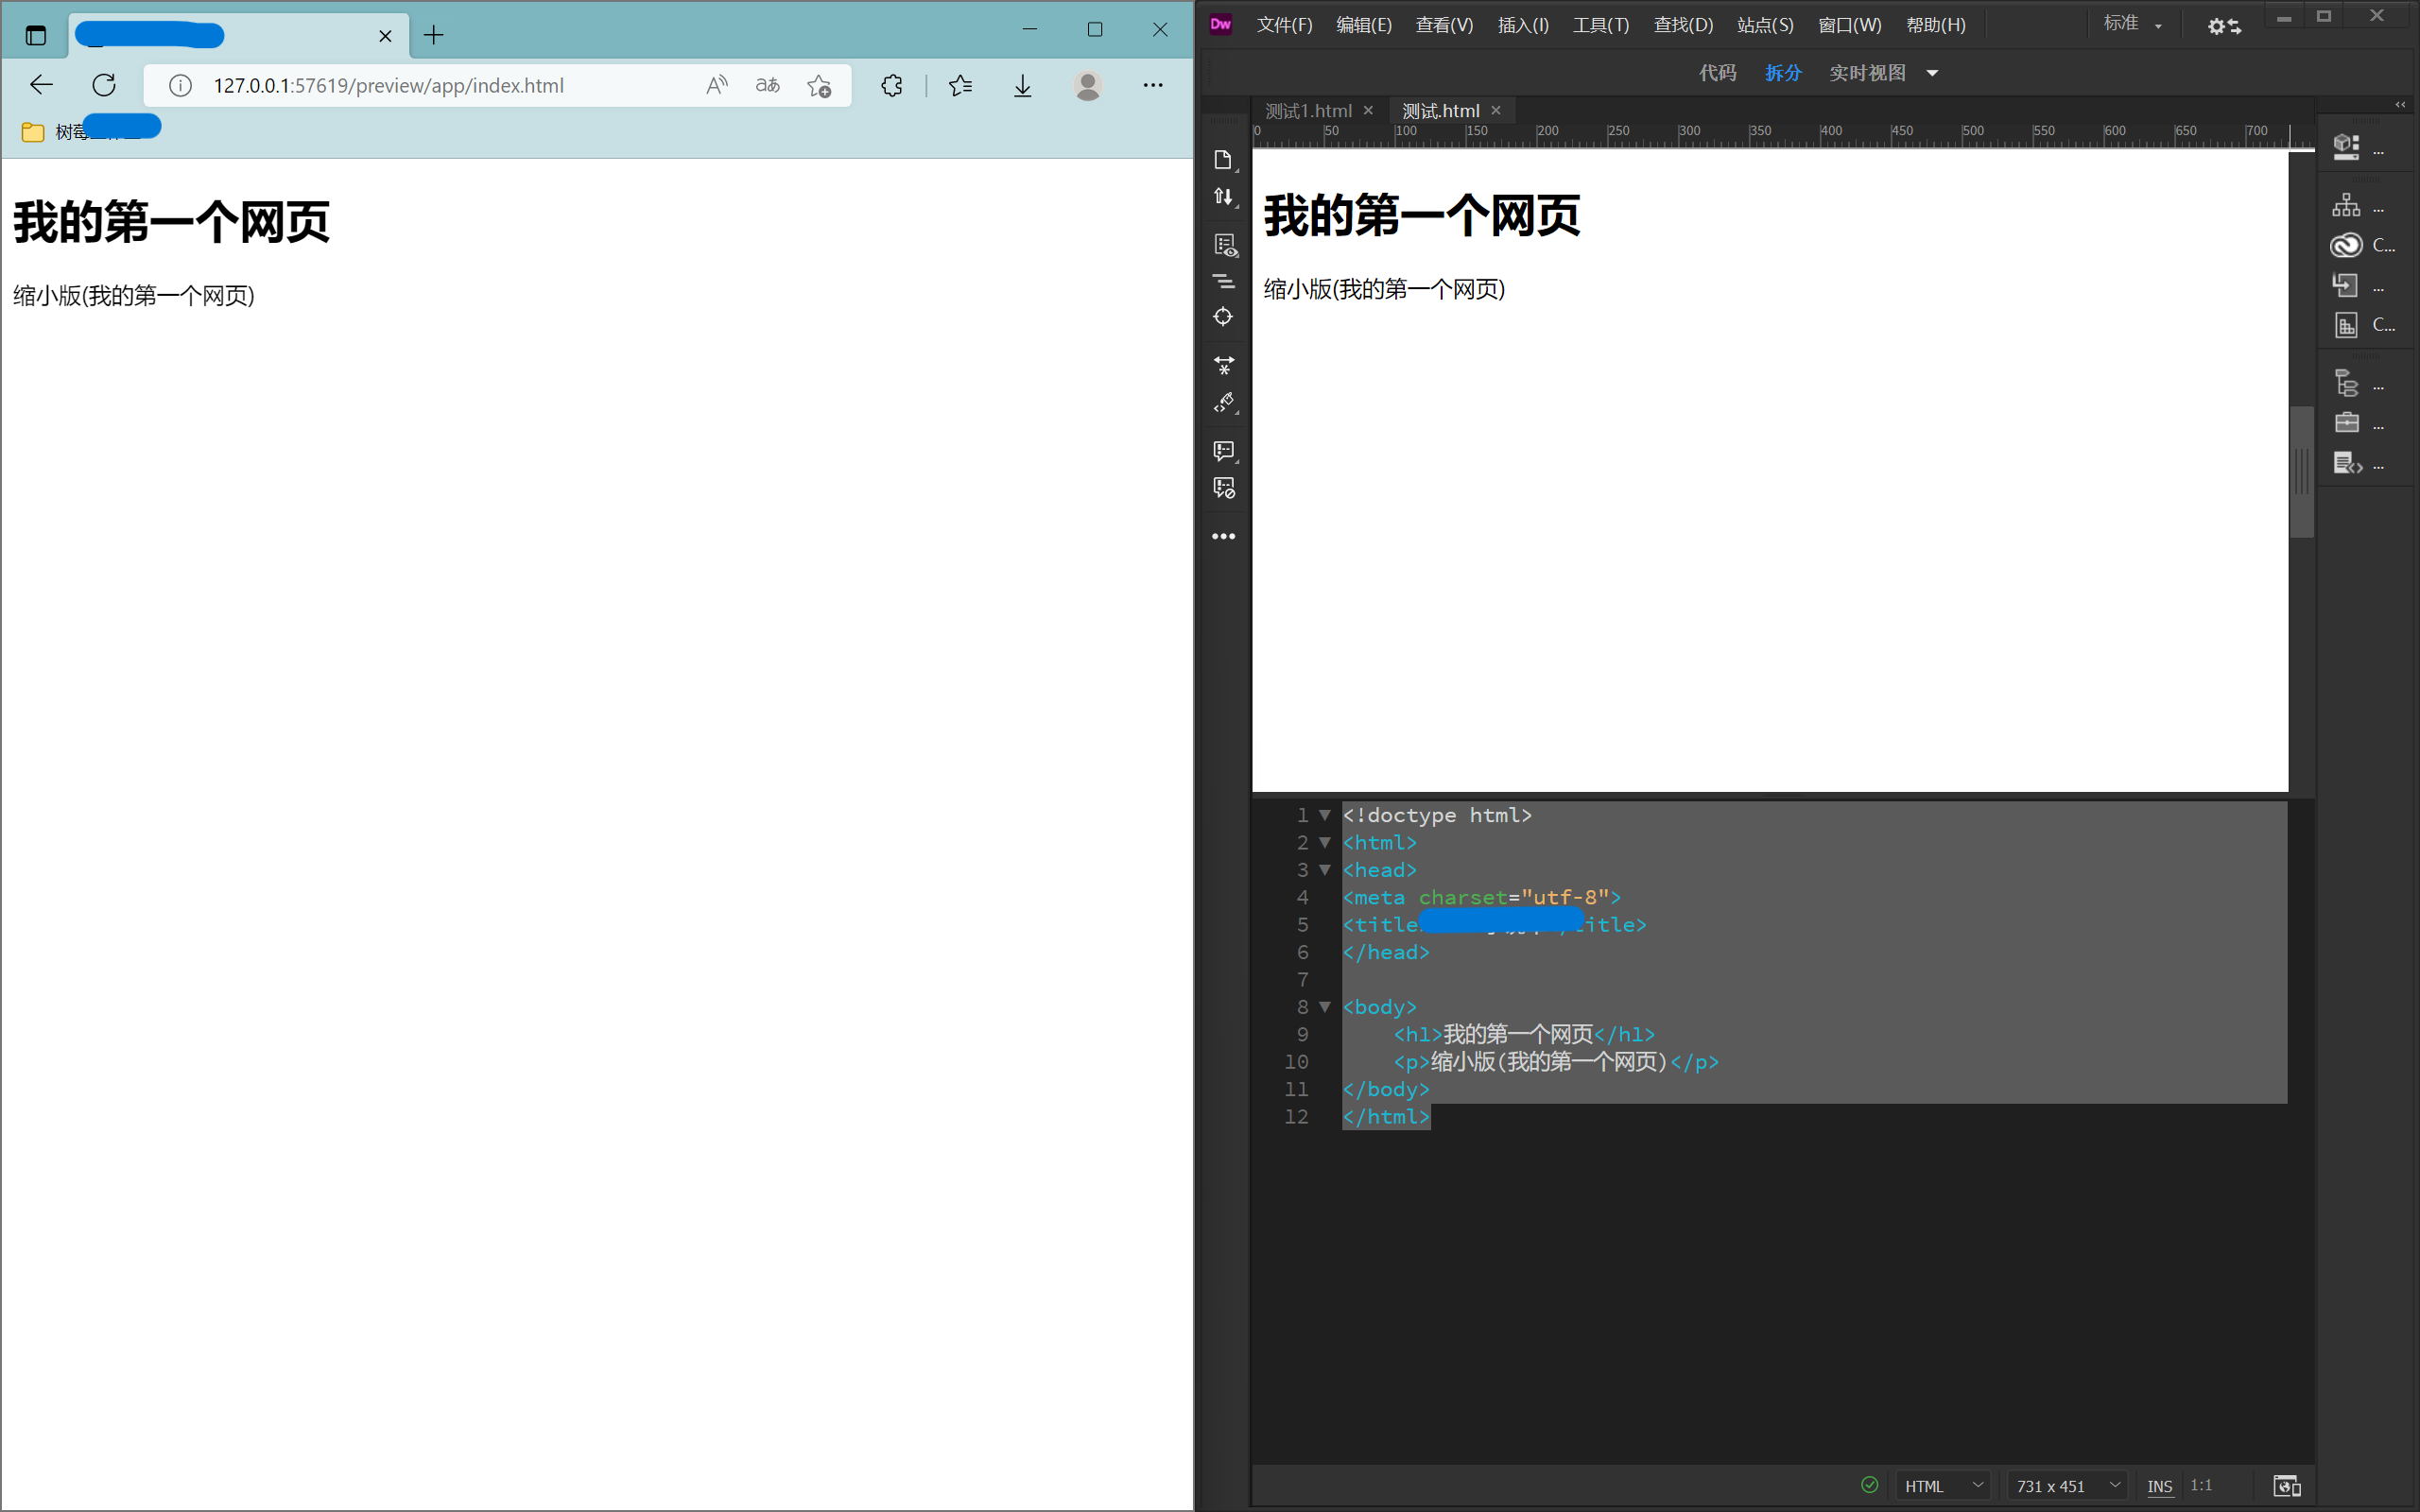 127.0.0.1:57619/preview/app/index.html
树莓
我的第一个网页
缩小版(我的第一个网页)
Dw 文件(F) 编辑(E) 查看(V) 插入(I) 工具(T) 查找(D) 站点(S) 窗口(W) 帮助(H) 标准
代码 拆分 实时视图
测试1.html 测试.html
0 50 100 150 200 250 300 350 400 450 500 550 600 650 700
...
...
C...
...
C...
...
...
...
我的第一个网页
缩小版(我的第一个网页)
1 <!doctype html>
2 <html>
3 <head>
4 <meta charset="utf-8">
5 <title title>
6 </head>
7
8 <body>
9 <h1>我的第一个网页</h1>
10 <p>缩小版(我的第一个网页)</p>
11 </body>
12 </html>
HTML 731 x 451 INS 1:1